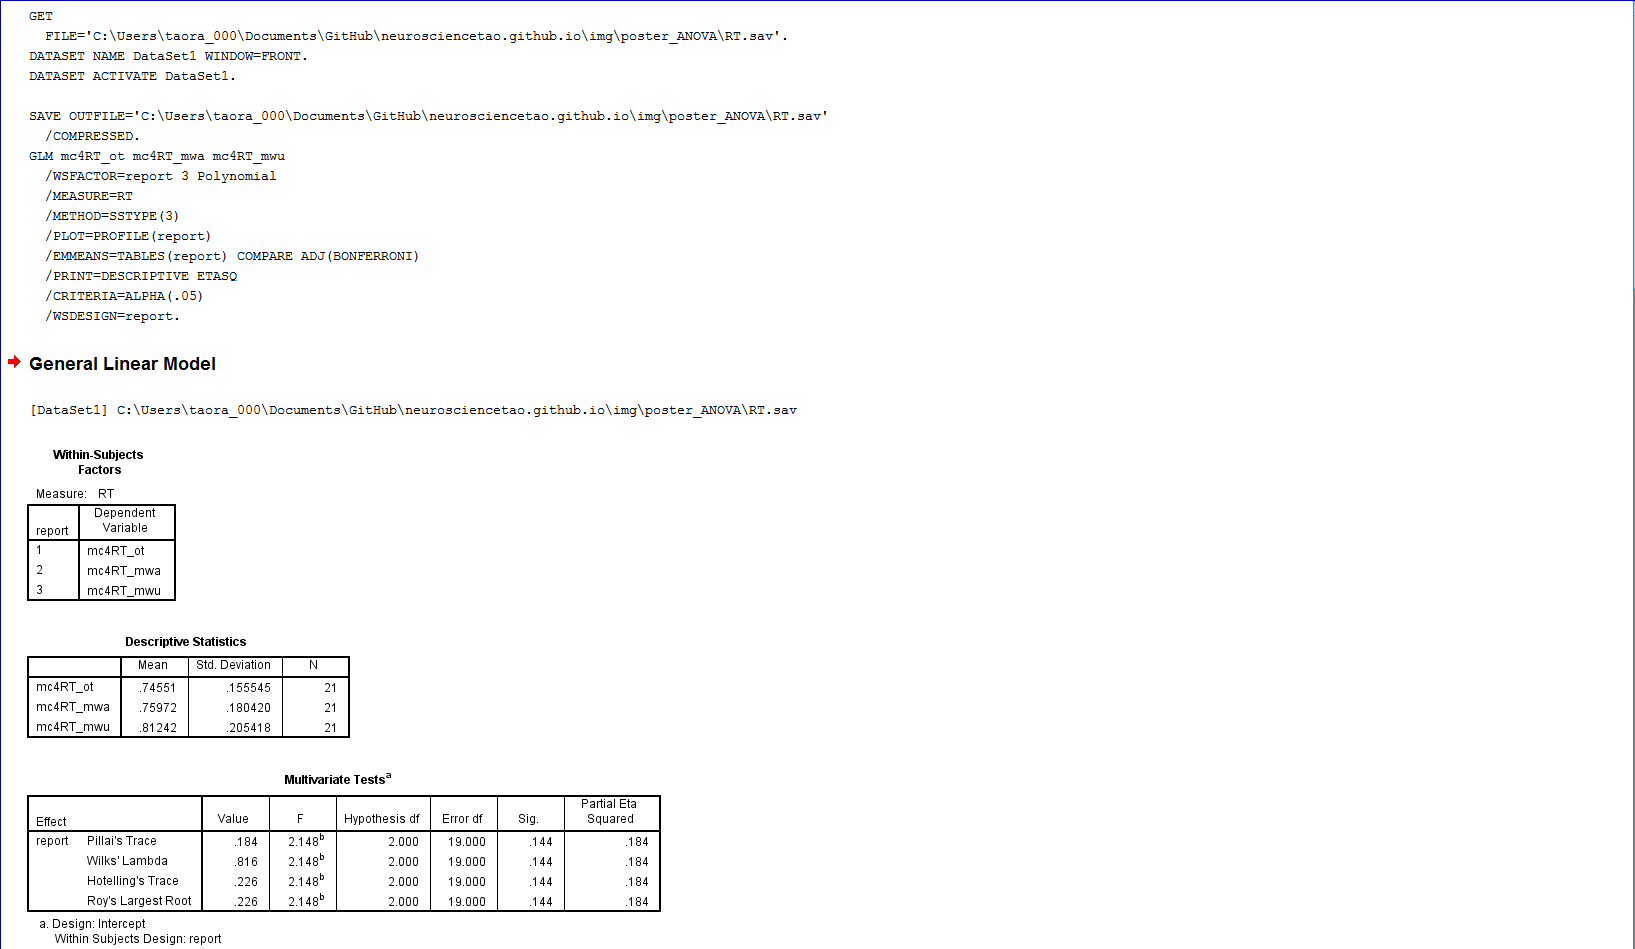 GET
FILE='C:\Users\taora_000\Documents\GitHub\neurosciencetao.github.io\img\poster_ANOVA\RT.sav'.
DATASET NAME DataSet1 WINDOW=FRONT.
DATASET ACTIVATE DataSet1.
SAVE OUTFILE='C:\Users\taora_000\Documents\GitHub\neurosciencetao.github.io\img\poster_ANOVA\RT.sav'
/COMPRESSED.
GLM mc4RT_ot mc4RT_mwa mc4RT_mwu
/WSFACTOR=report 3 Polynomial
/MEASURE=RT
/METHOD=SSTYPE(3)
/PLOT=PROFILE(report)
/EMMEANS=TABLES(report) COMPARE ADJ(BONFERRONI)
/PRINT=DESCRIPTIVE ETASQ
/CRITERIA=ALPHA(.05)
/WSDESIGN=report.
General Linear Model
[DataSet1] C:\Users\taora_000\Documents\GitHub\neurosciencetao.github.io\img\poster_ANOVA\RT.sav
Within-Subjects
Factors
Measure: RT
report Dependent Variable
1 mc4RT_ot
2 mc4RT_mwa
3 mc4RT_mwu
Descriptive Statistics
Mean Std. Deviation N
mc4RT_ot .74551 .155545 21
mc4RT_mwa .75972 .180420 21
mc4RT_mwu .81242 .205418 21
Multivariate Testsa
Effect Value F Hypothesis df Error df Sig. Partial Eta Squared
report Pillai's Trace .184 2.148b 2.000 19.000 .144 .184
Wilks' Lambda .816 2.148b 2.000 19.000 .144 .184
Hotelling's Trace .226 2.148b 2.000 19.000 .144 .184
Roy's Largest Root .226 2.148b 2.000 19.000 .144 .184
a. Design: Intercept
Within Subjects Design: report